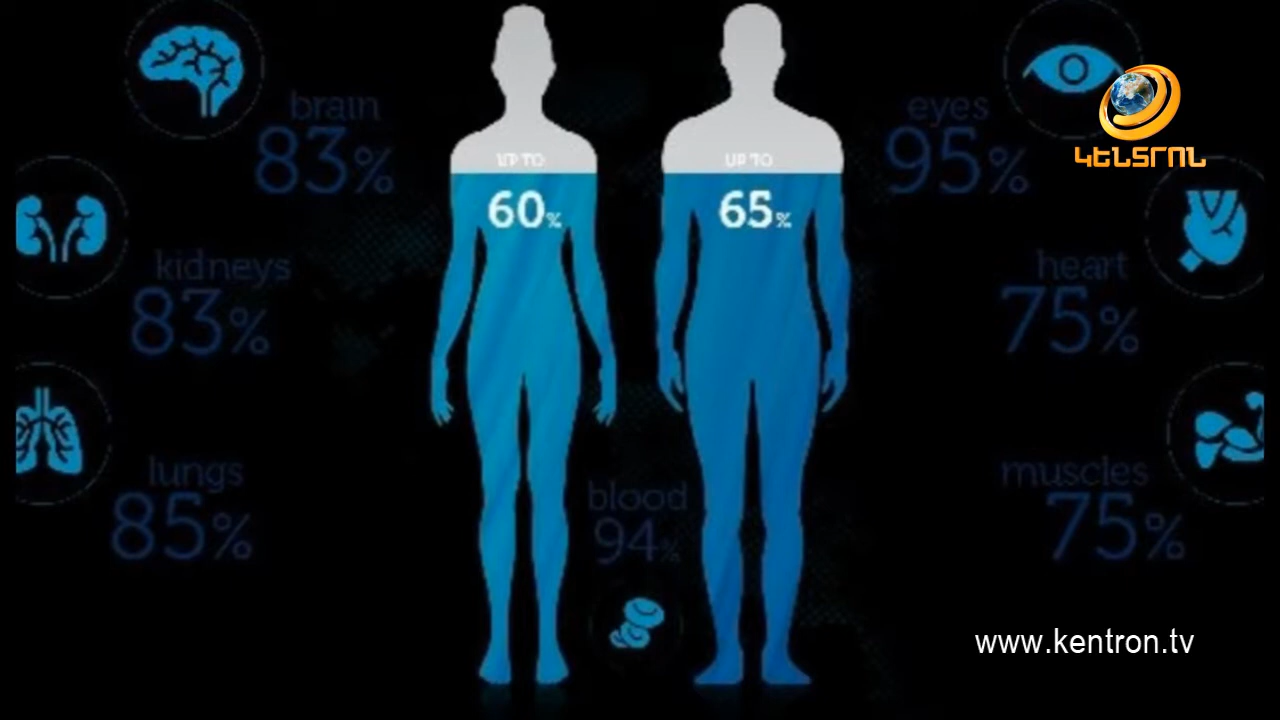 brain
83%
kidneys
83%
lungs
85%
UP TO
60%
UP TO
65%
blood
94%
eyes
95%
ԿԵՆՏՐՈՆ
heart
75%
muscles
75%
www.kentron.tv